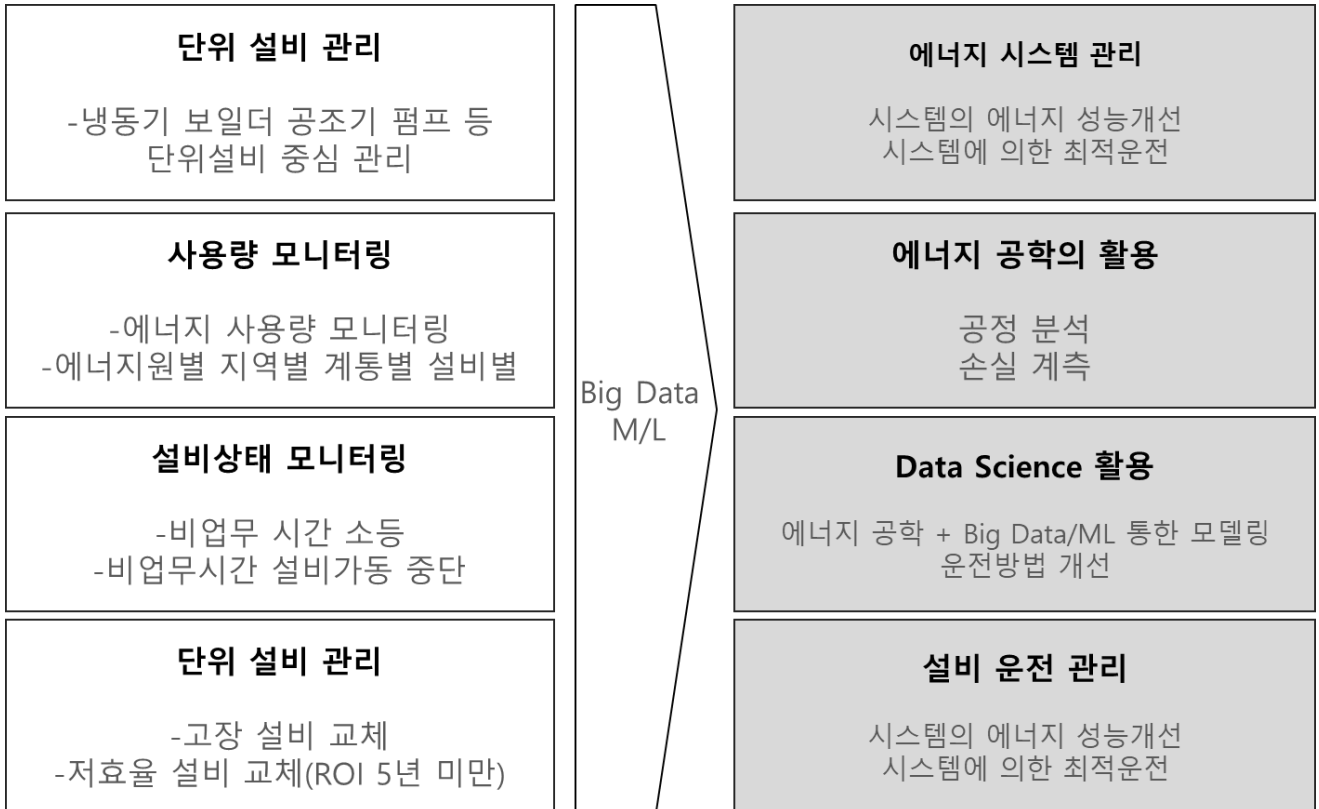 단위 설비 관리
-냉동기 보일더 공조기 펌프 등
단위설비 중심 관리
사용량 모니터링
-에너지 사용량 모니터링
-에너지원별 지역별 계통별 설비별
설비상태 모니터링
-비업무 시간 소등
-비업무시간 설비가동 중단
단위 설비 관리
-고장 설비 교체
-저효율 설비 교체(ROI 5년 미만)
Big Data
M/L
에너지 시스템 관리
시스템의 에너지 성능개선
시스템에 의한 최적운전
에너지 공학의 활용
공정 분석
손실 계측
Data Science 활용
에너지 공학 + Big Data/ML 통한 모델링
운전방법 개선
설비 운전 관리
시스템의 에너지 성능개선
시스템에 의한 최적운전